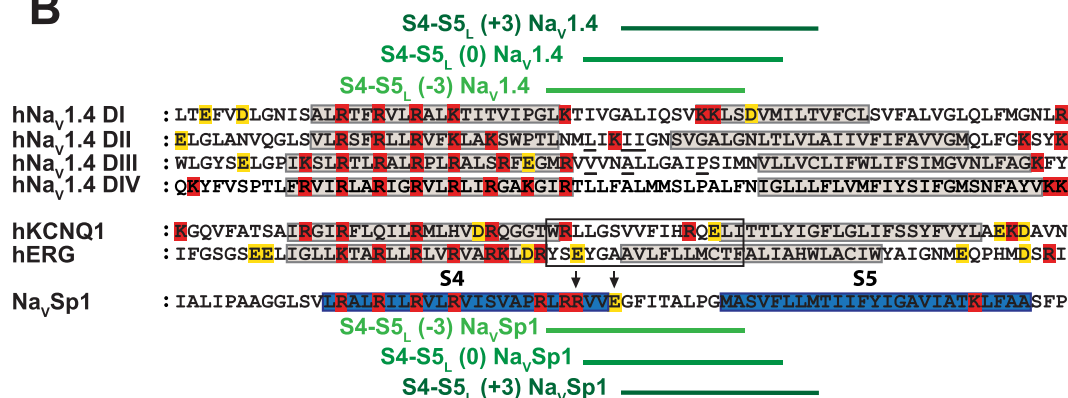 B
S4-S5L (+3) NaV1.4
S4-S5L (0) NaV1.4
S4-S5L (-3) NaV1.4
hNaV1.4 DI : LTEFVDLGNISALRTFRVLRALKTITVIPGLKTIVGALIQSVKKLSDVMILTVFCLSVFALVGLQLFMGNLR
hNaV1.4 DII : ELGLANVQGLSVLRSFRLLRVFKLAKSWPTLNMLIKIIGNSVGALGNLTLVLAIIVFIFAVVGMQLFGKSYK
hNaV1.4 DIII : WLGYSELGPIKSLRTLRALRPLRALSRFEGMRVVVNALLGAIPSIMNVLLVCLIFWLIFSIMGVNLFAGKFY
hNaV1.4 DIV : QKYFVSPTLFRVIRLARIGRVLRLIRGAKGIRTLLFALMMSLPALFNIGLLLFLVMFIYSIFGMSNFAYVKK
hKCNQ1 : KGQVFATSAIRGIRFLQILRMLHVDRQGGTWRLLGSVVFIHRQELITTLYIGFLGLIFSSYFVYLAEKDAVN
hERG : IFGSGSEELIGLLKTARLLRLVRVARKLDRYSEYGAAVLFLLMCTFALIAHWLACIWYAIGNMEQPHMDSRI
S4 S5
NaVSp1 : IALIPAAGGLSVLRALRILRVLRVISVAPRLRRVVEGFITALPGMASVFLLMTIIFYIGAVIATKLFAASFP
S4-S5L (-3) NaVSp1
S4-S5L (0) NaVSp1
S4-S5L (+3) NaVSp1